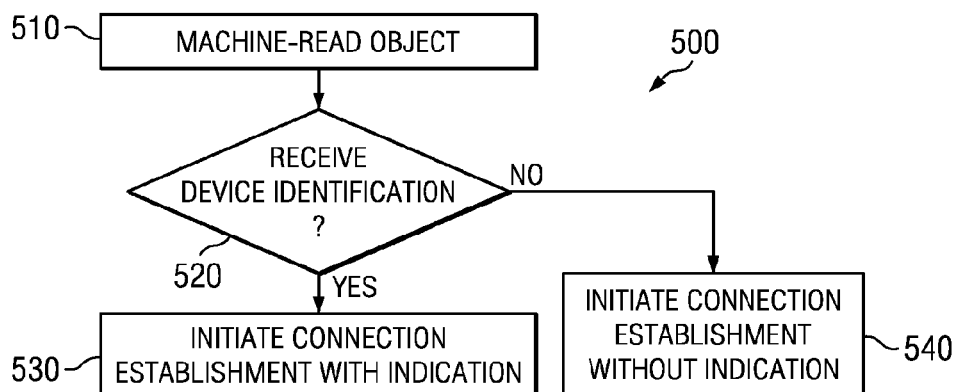 510
MACHINE-READ OBJECT
500
RECEIVE
DEVICE IDENTIFICATION
?
NO
520
YES
530
INITIATE CONNECTION
ESTABLISHMENT WITH INDICATION
INITIATE CONNECTION
ESTABLISHMENT
WITHOUT INDICATION
540